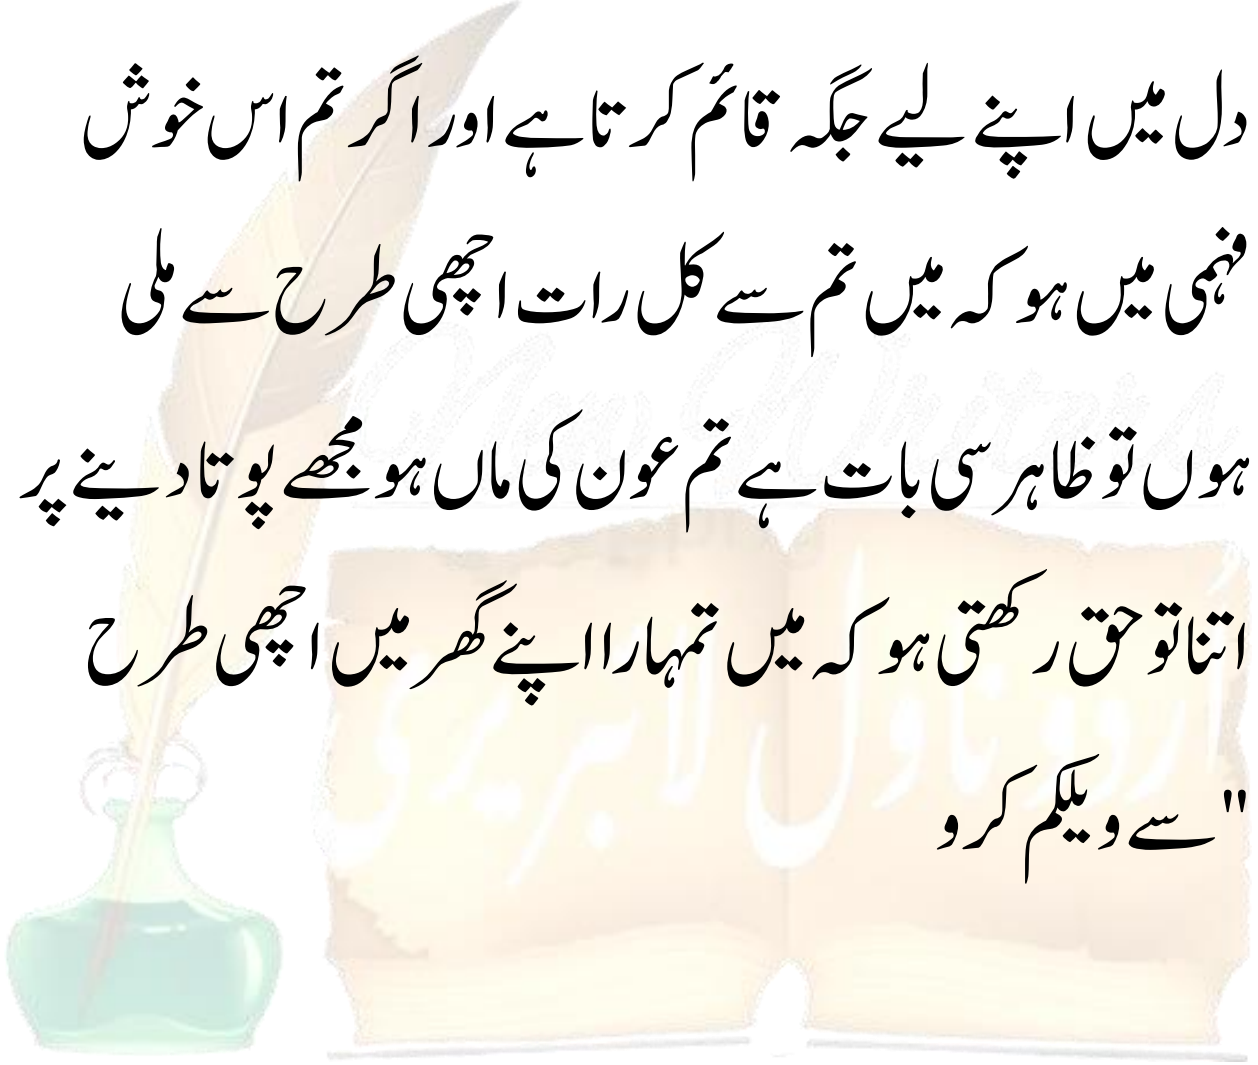 دل میں اپنے لیے جگہ قائم کرتا ہے اور اگر تم اس خوش
فہمی میں ہو کہ میں تم سے کل رات اچھی طرح سے ملی
ہوں تو ظاہر سی بات ہے تم عون کی ماں ہو مجھے پوتا دینے پر
اتنا تو حق رکھتی ہو کہ میں تمہارا اپنے گھر میں اچھی طرح
"سے ویلکم کرو
اردو ناول لائبریری